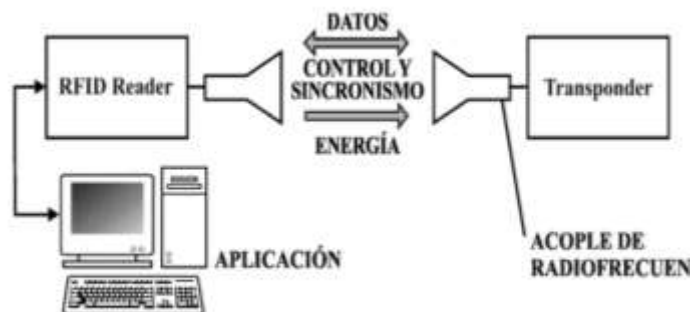 DATOS
RFID Reader
CONTROL Y
SINCRONISMO
Transponder
ENERGÍA
APLICACIÓN
ACOPLE DE
RADIOFRECUEN